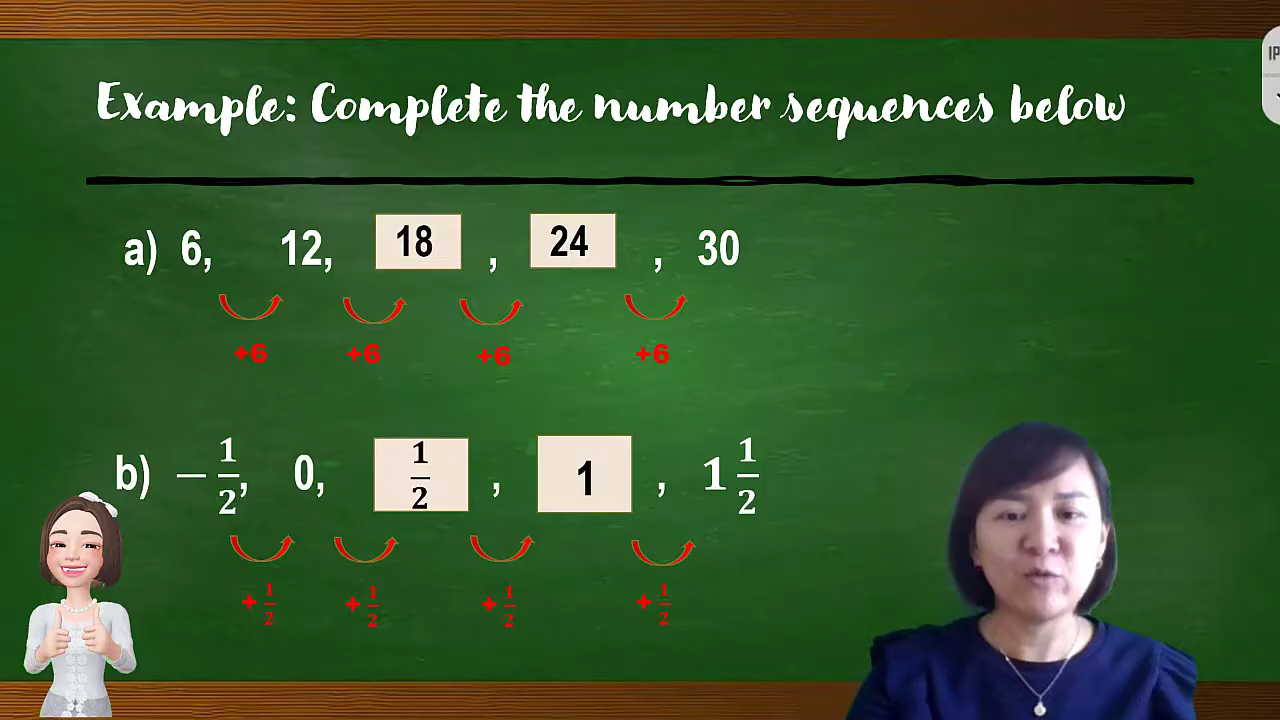 Example: Complete the number sequences below
IP
a) 6, 12, 18 , 24 , 30
+6 +6 +6 +6
b) −1/2, 0, 1/2 , 1 , 1 1/2
+ 1/2 + 1/2 + 1/2 + 1/2